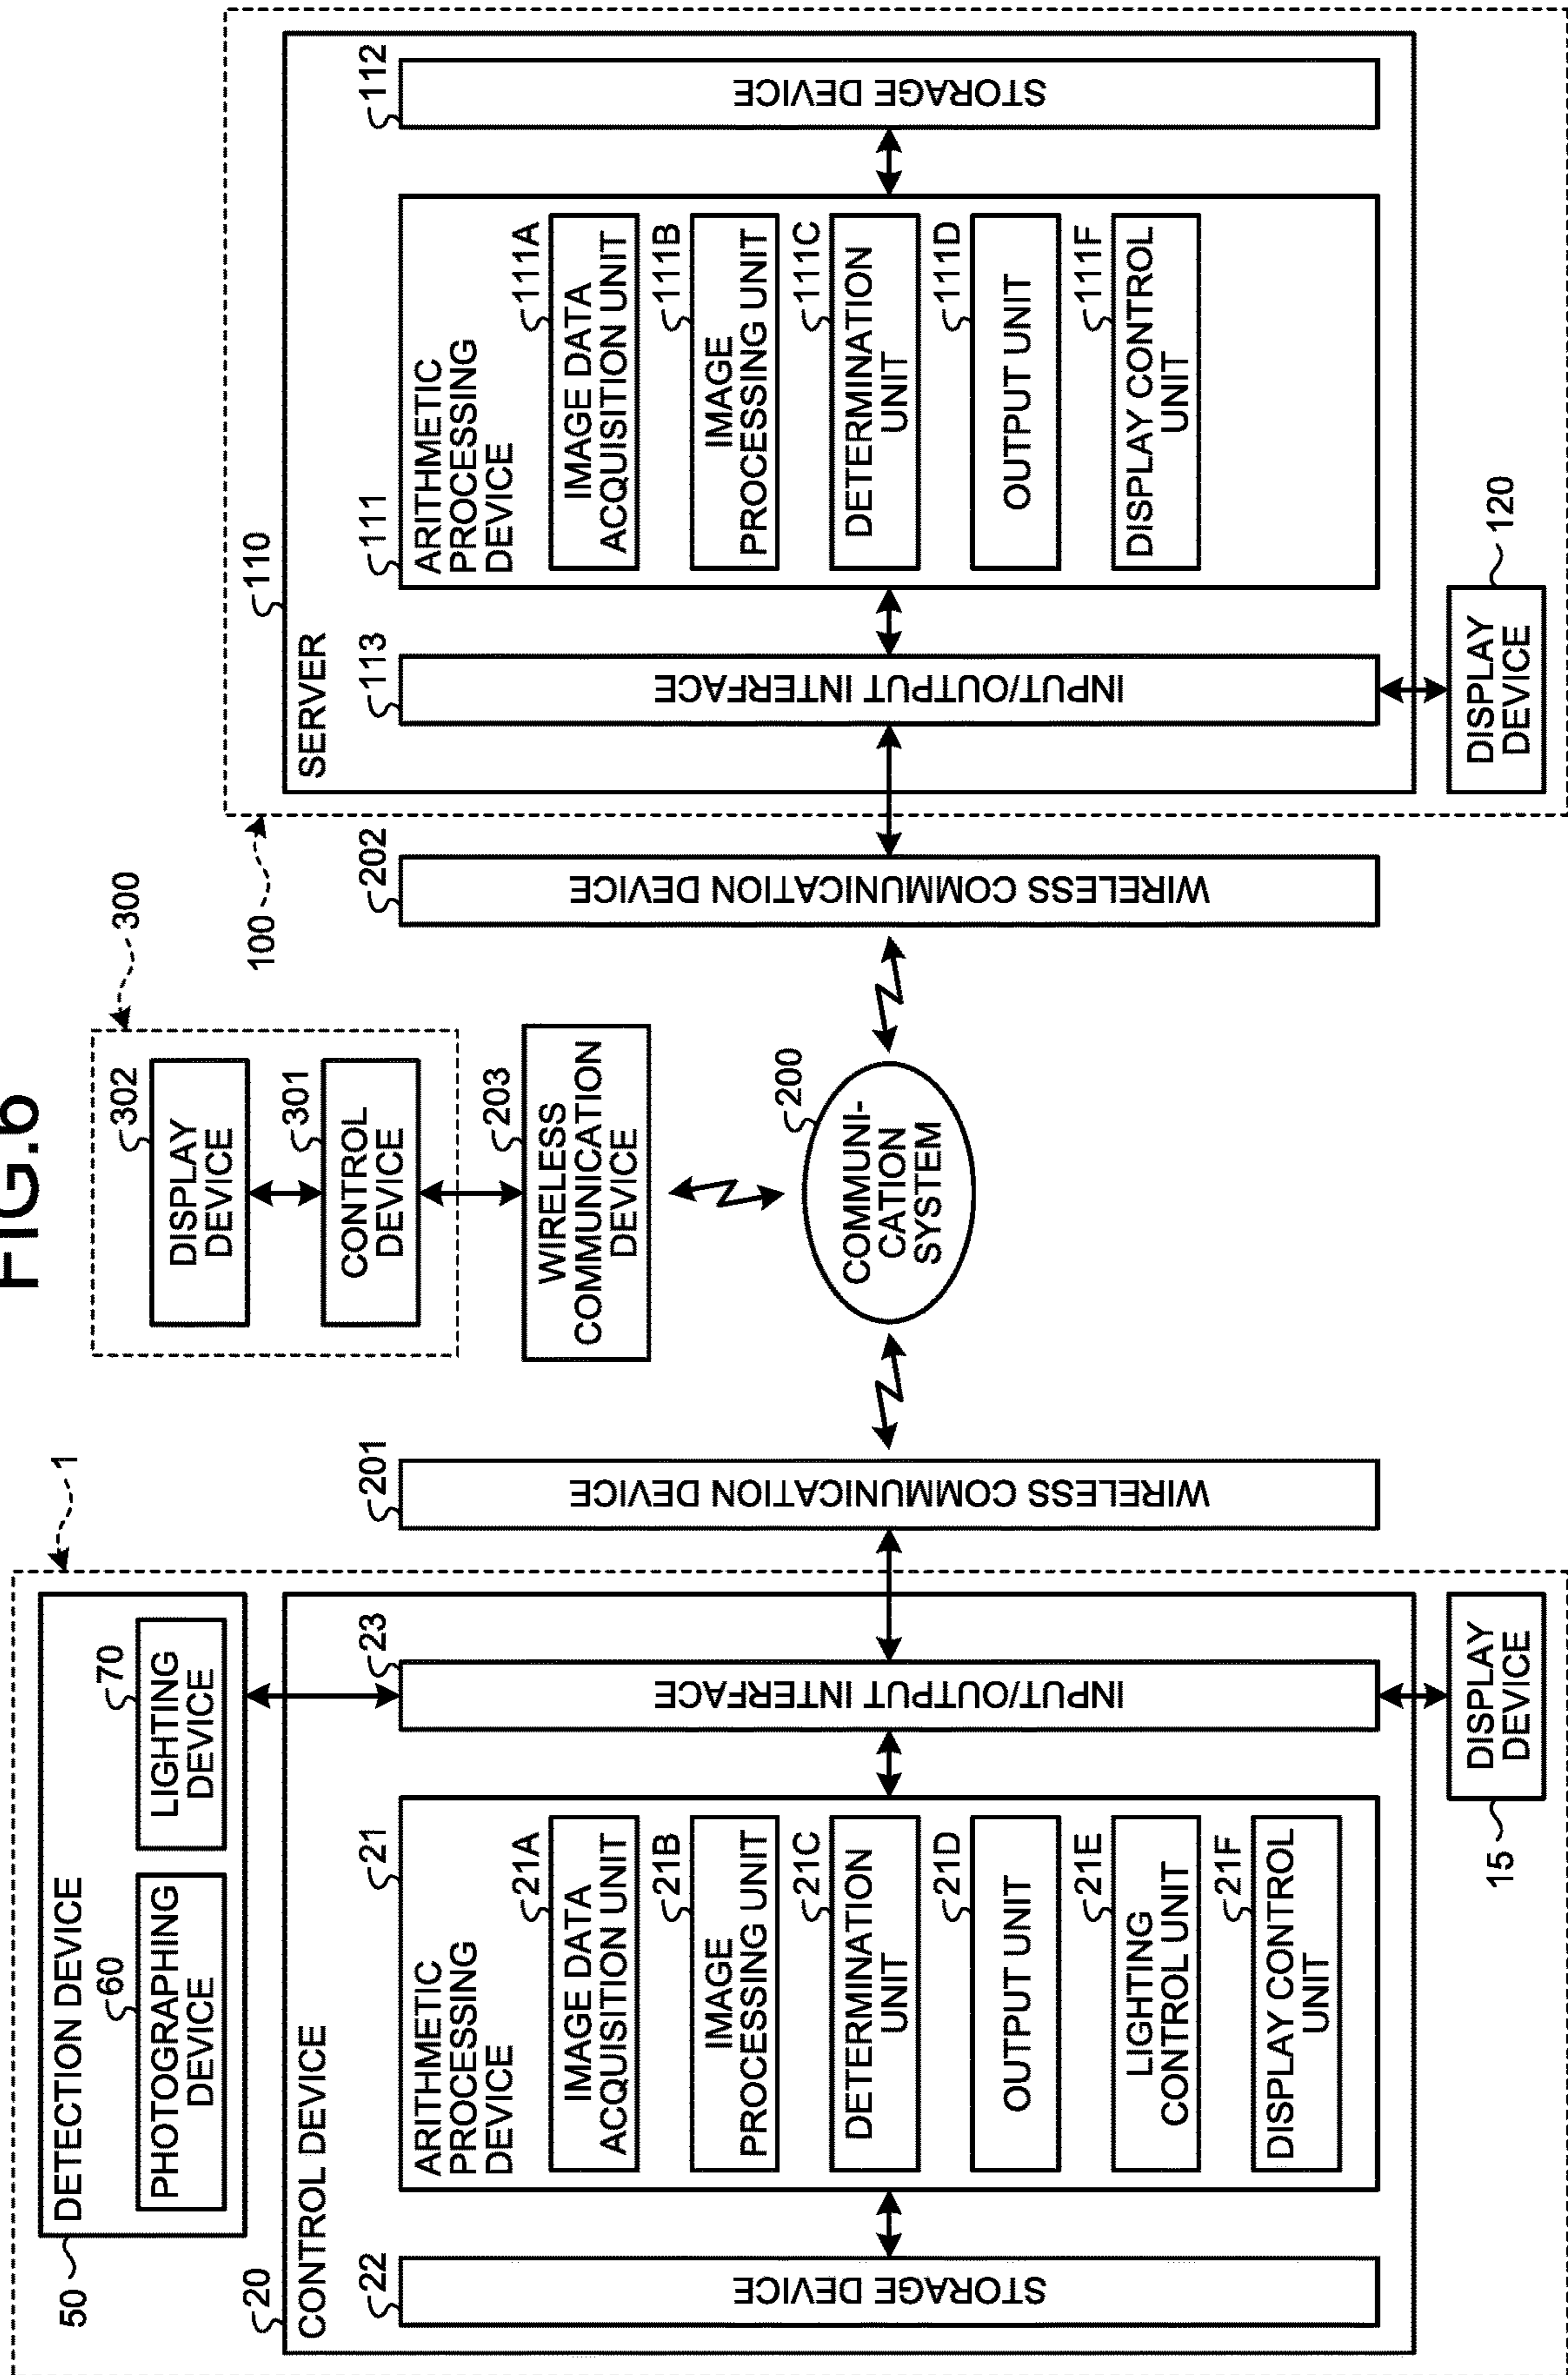 FIG.6
1
50
DETECTION DEVICE
60
PHOTOGRAPHING
DEVICE
70
LIGHTING
DEVICE
20
CONTROL DEVICE
22
STORAGE DEVICE
21
ARITHMETIC
PROCESSING
DEVICE
21A
IMAGE DATA
ACQUISITION UNIT
21B
IMAGE
PROCESSING UNIT
21C
DETERMINATION
UNIT
21D
OUTPUT UNIT
21E
LIGHTING
CONTROL UNIT
21F
DISPLAY CONTROL
UNIT
23
INPUT/OUTPUT INTERFACE
15
DISPLAY
DEVICE
201
WIRELESS COMMUNICATION DEVICE
300
302
DISPLAY
DEVICE
301
CONTROL
DEVICE
203
WIRELESS
COMMUNICATION
DEVICE
200
COMMUNI-
CATION
SYSTEM
202
WIRELESS COMMUNICATION DEVICE
100
110
SERVER
113
INPUT/OUTPUT INTERFACE
111
ARITHMETIC
PROCESSING
DEVICE
111A
IMAGE DATA
ACQUISITION UNIT
111B
IMAGE
PROCESSING UNIT
111C
DETERMINATION
UNIT
111D
OUTPUT UNIT
111F
DISPLAY CONTROL
UNIT
112
STORAGE DEVICE
120
DISPLAY
DEVICE